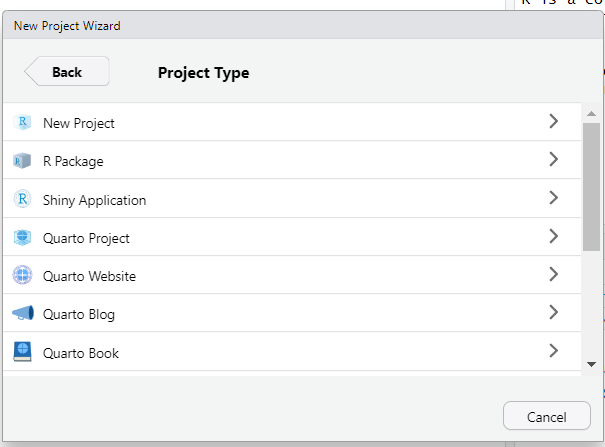 New Project Wizard
Back
Project Type
New Project
R Package
Shiny Application
Quarto Project
Quarto Website
Quarto Blog
Quarto Book
Cancel